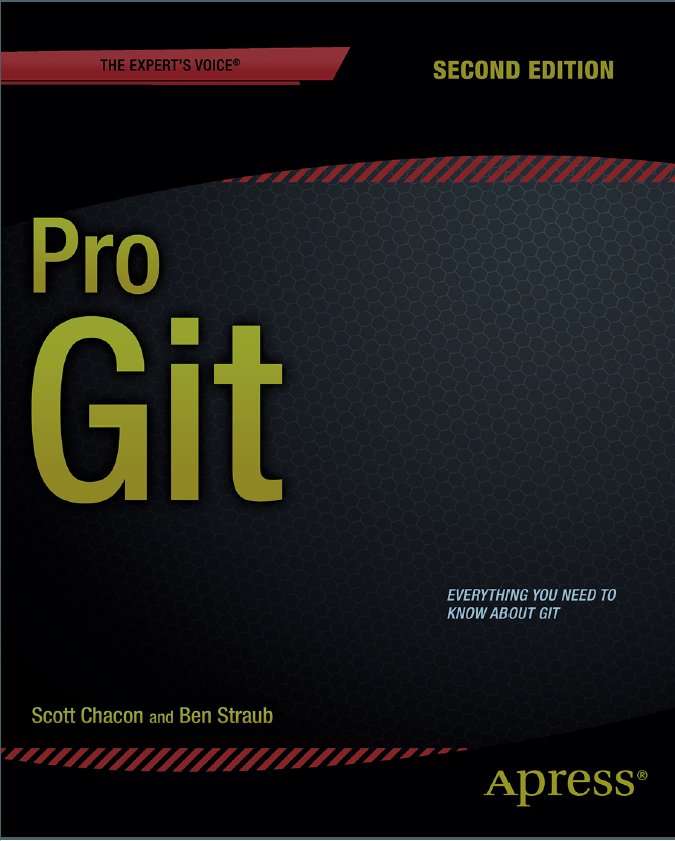 THE EXPERT'S VOICE®
SECOND EDITION
Pro
Git
EVERYTHING YOU NEED TO
KNOW ABOUT GIT
Scott Chacon and Ben Straub
Apress®